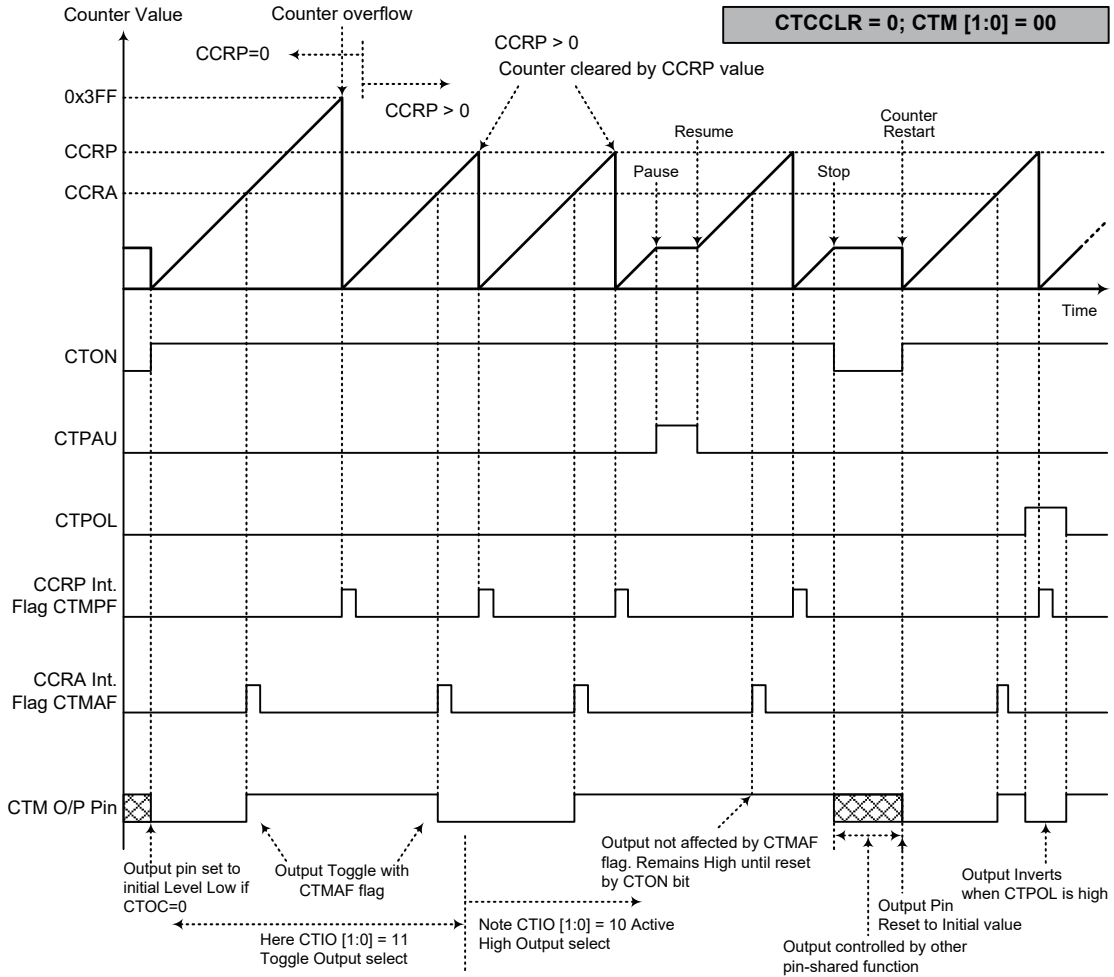 Counter Value
Counter overflow
CTCCLR = 0; CTM [1:0] = 00
CCRP=0
CCRP > 0
CCRP > 0
Counter cleared by CCRP value
0x3FF
CCRP
CCRA
Pause
Resume
Stop
Counter
Restart
Time
CTON
CTPAU
CTPOL
CCRP Int.
Flag CTMPF
CCRA Int.
Flag CTMAF
CTM O/P Pin
Output pin set to
initial Level Low if
CTOC=0
Output Toggle with
CTMAF flag
Here CTIO [1:0] = 11
Toggle Output select
Note CTIO [1:0] = 10 Active
High Output select
Output not affected by CTMAF
flag. Remains High until reset
by CTON bit
Output controlled by other
pin-shared function
Output Pin
Reset to Initial value
Output Inverts
when CTPOL is high